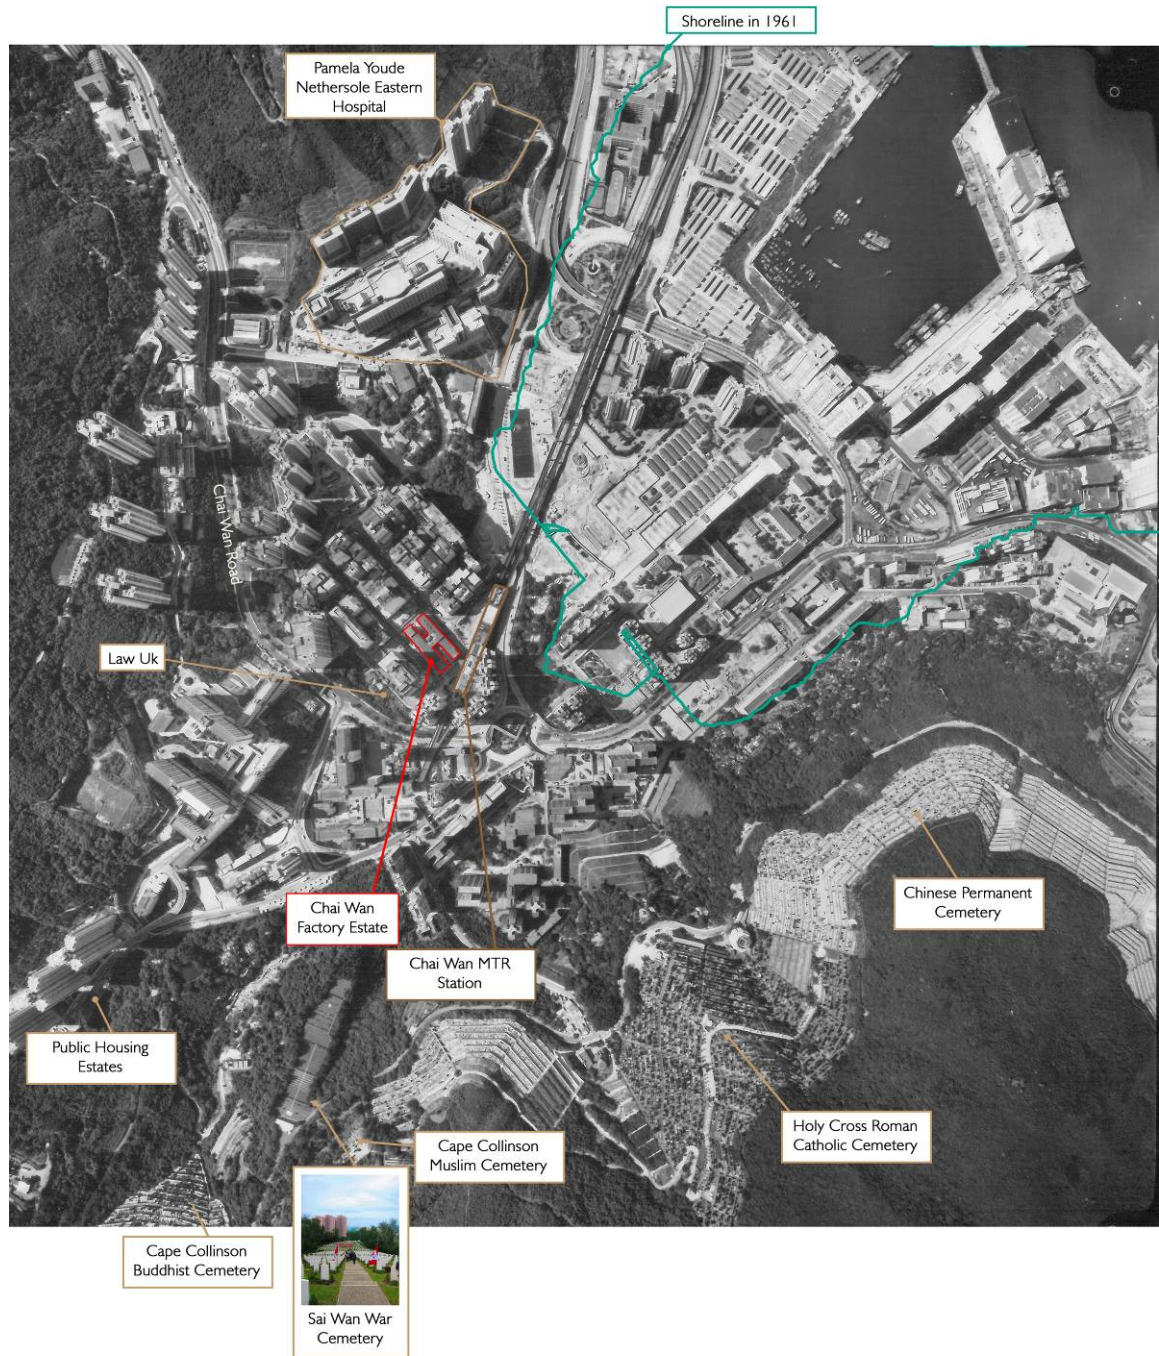 Shoreline in 1961
Pamela Youde
Nethersole Eastern
Hospital
Chai Wan Road
Law Uk
Chai Wan
Factory Estate
Chai Wan MTR
Station
Chinese Permanent
Cemetery
Public Housing
Estates
Holy Cross Roman
Catholic Cemetery
Cape Collinson
Muslim Cemetery
Cape Collinson
Buddhist Cemetery
Sai Wan War
Cemetery